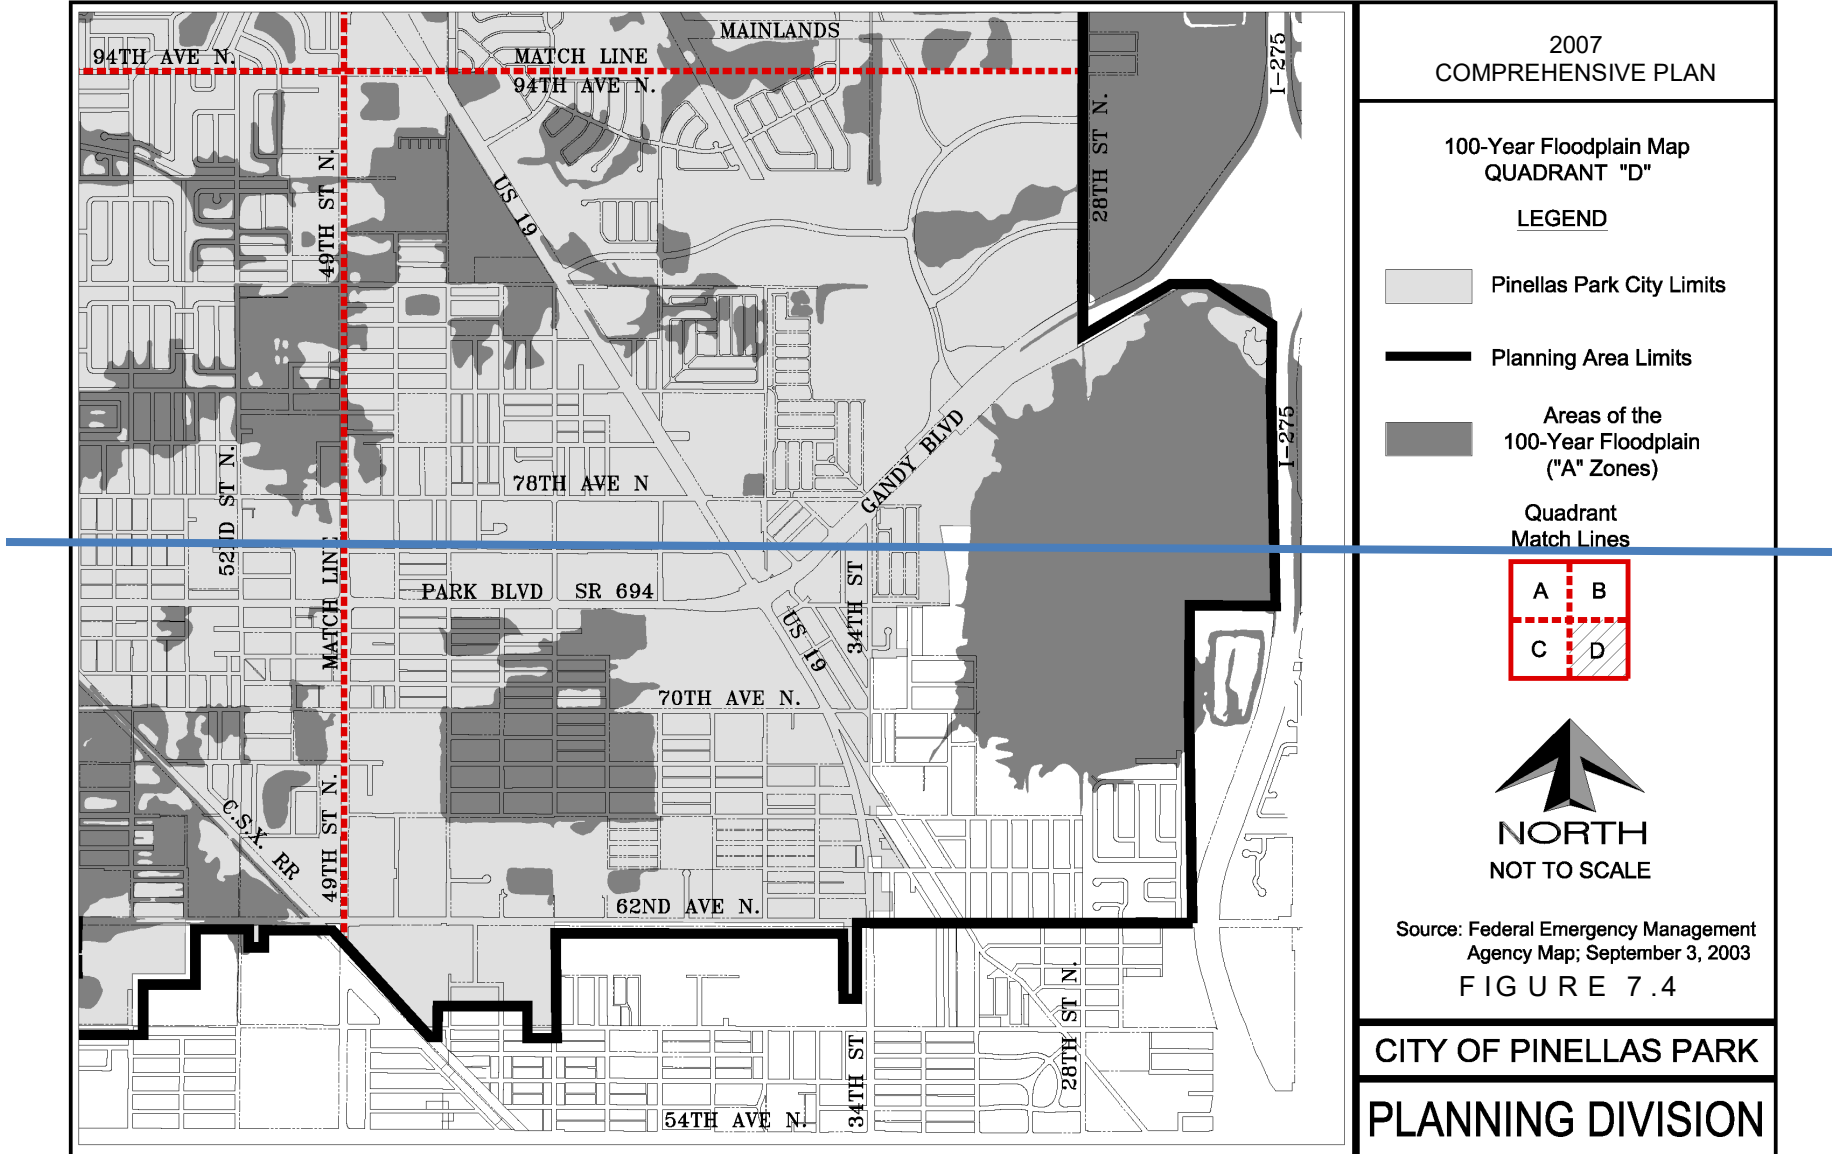 MAINLANDS
94TH AVE N.
MATCH LINE
94TH AVE N.
I-275
28TH ST N.
49TH ST N.
US 19
I-275
GANDY BLVD
78TH AVE N
52ND ST N.
MATCH LINE
PARK BLVD SR 694
34TH ST
US 19
70TH AVE N.
49TH ST N.
C.S.X. RR
62ND AVE N.
28TH ST N.
34TH ST
54TH AVE N.
2007
COMPREHENSIVE PLAN
100-Year Floodplain Map
QUADRANT "D"
LEGEND
Pinellas Park City Limits
Planning Area Limits
Areas of the
100-Year Floodplain
("A" Zones)
Quadrant
Match Lines
A B
C D
NORTH
NOT TO SCALE
Source: Federal Emergency Management
Agency Map; September 3, 2003
FIGURE 7.4
CITY OF PINELLAS PARK
PLANNING DIVISION